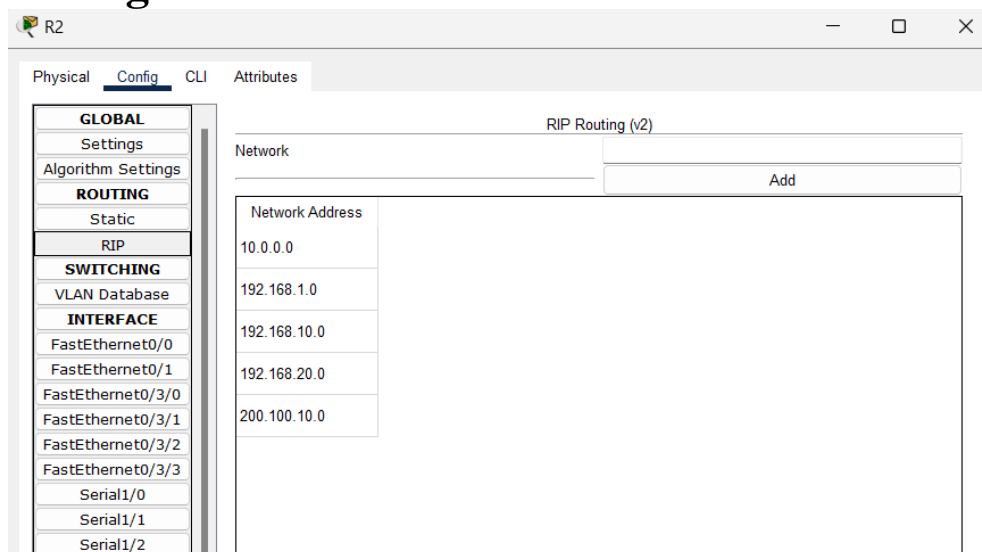 R2
Physical Config CLI Attributes
GLOBAL
Settings
Algorithm Settings
ROUTING
Static
RIP
SWITCHING
VLAN Database
INTERFACE
FastEthernet0/0
FastEthernet0/1
FastEthernet0/3/0
FastEthernet0/3/1
FastEthernet0/3/2
FastEthernet0/3/3
Serial1/0
Serial1/1
Serial1/2
RIP Routing (v2)
Network
Add
Network Address
10.0.0.0
192.168.1.0
192.168.10.0
192.168.20.0
200.100.10.0